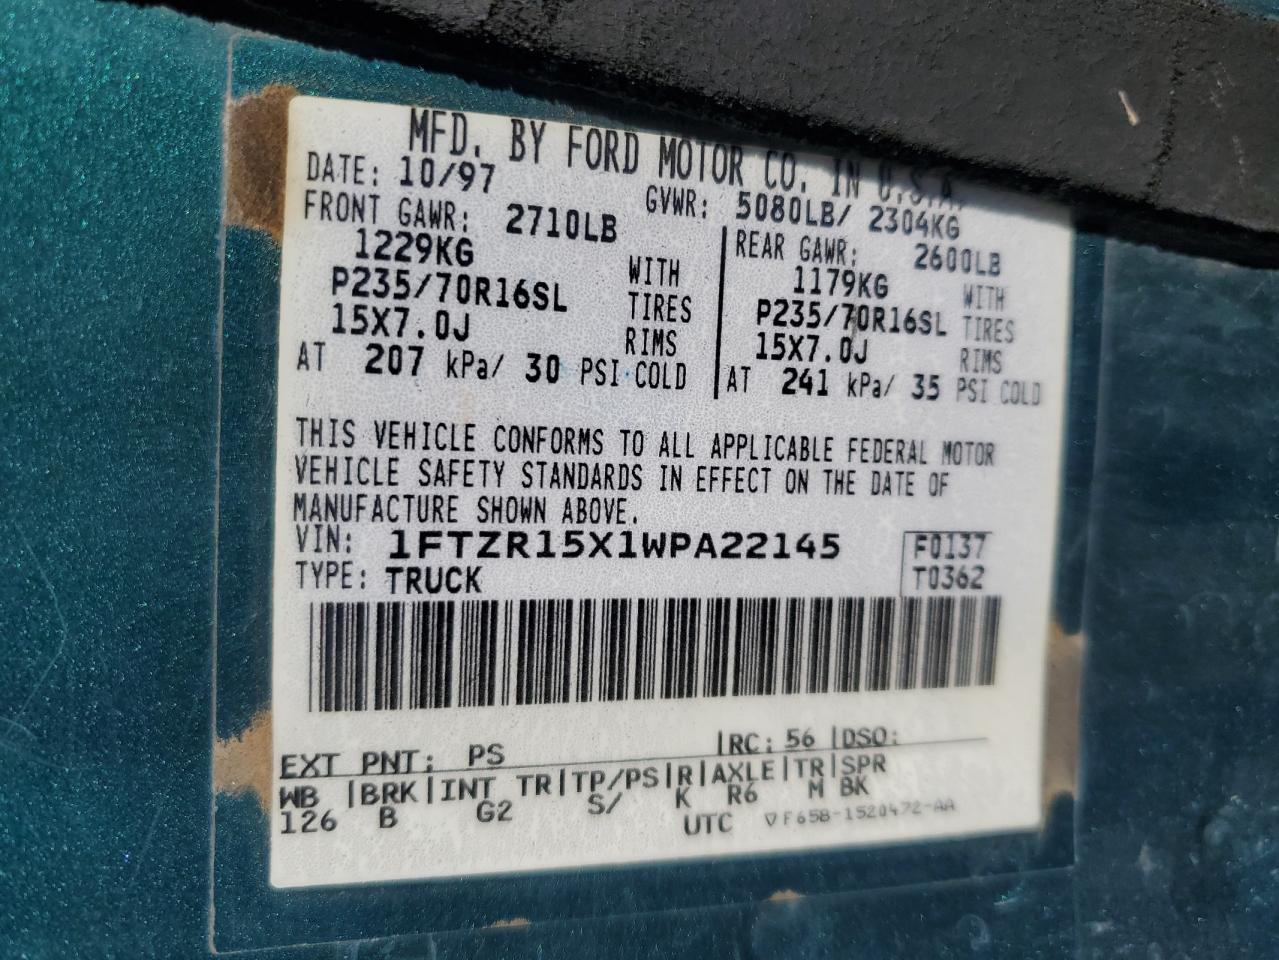 MFD. BY FORD MOTOR CO. IN U.S.A.
DATE: 10/97 GVWR: 5080LB/ 2304KG
FRONT GAWR: 2710LB REAR GAWR: 2600LB
1229KG WITH 1179KG WITH
P235/70R16SL TIRES P235/70R16SL TIRES
15X7.0J RIMS 15X7.0J RIMS
AT 207 kPa/ 30 PSI COLD AT 241 kPa/ 35 PSI COLD
THIS VEHICLE CONFORMS TO ALL APPLICABLE FEDERAL MOTOR
VEHICLE SAFETY STANDARDS IN EFFECT ON THE DATE OF
MANUFACTURE SHOWN ABOVE.
VIN: 1FTZR15X1WPA22145 F0137
TYPE: TRUCK T0362
EXT PNT: PS |RC: 56 |DSO:
WB |BRK|INT TR|TP/PS|R|AXLE|TR|SPR
126 B G2 S/ K R6 M BK
UTC ▽F65B-1520472-AA